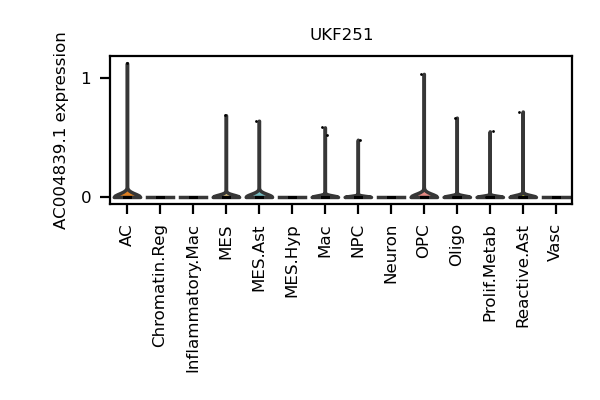 UKF251
AC004839.1 expression
1
0
AC
Chromatin.Reg
Inflammatory.Mac
MES
MES.Ast
MES.Hyp
Mac
NPC
Neuron
OPC
Oligo
Prolif.Metab
Reactive.Ast
Vasc